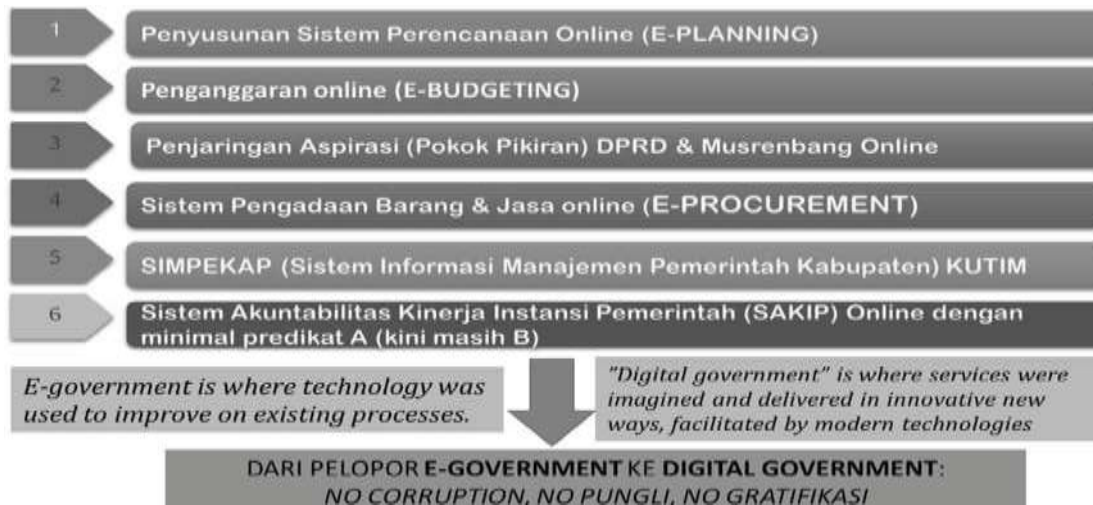 1
Penyusunan Sistem Perencanaan Online (E-PLANNING)
2
Penganggaran online (E-BUDGETING)
3
Penjaringan Aspirasi (Pokok Pikiran) DPRD & Musrenbang Online
4
Sistem Pengadaan Barang & Jasa online (E-PROCUREMENT)
5
SIMPEKAP (Sistem Informasi Manajemen Pemerintah Kabupaten) KUTIM
6
Sistem Akuntabilitas Kinerja Instansi Pemerintah (SAKIP) Online dengan
minimal predikat A (kini masih B)
E-government is where technology was
used to improve on existing processes.
"Digital government" is where services were
imagined and delivered in innovative new
ways, facilitated by modern technologies
DARI PELOPOR E-GOVERNMENT KE DIGITAL GOVERNMENT:
NO CORRUPTION, NO PUNGLI, NO GRATIFIKASI